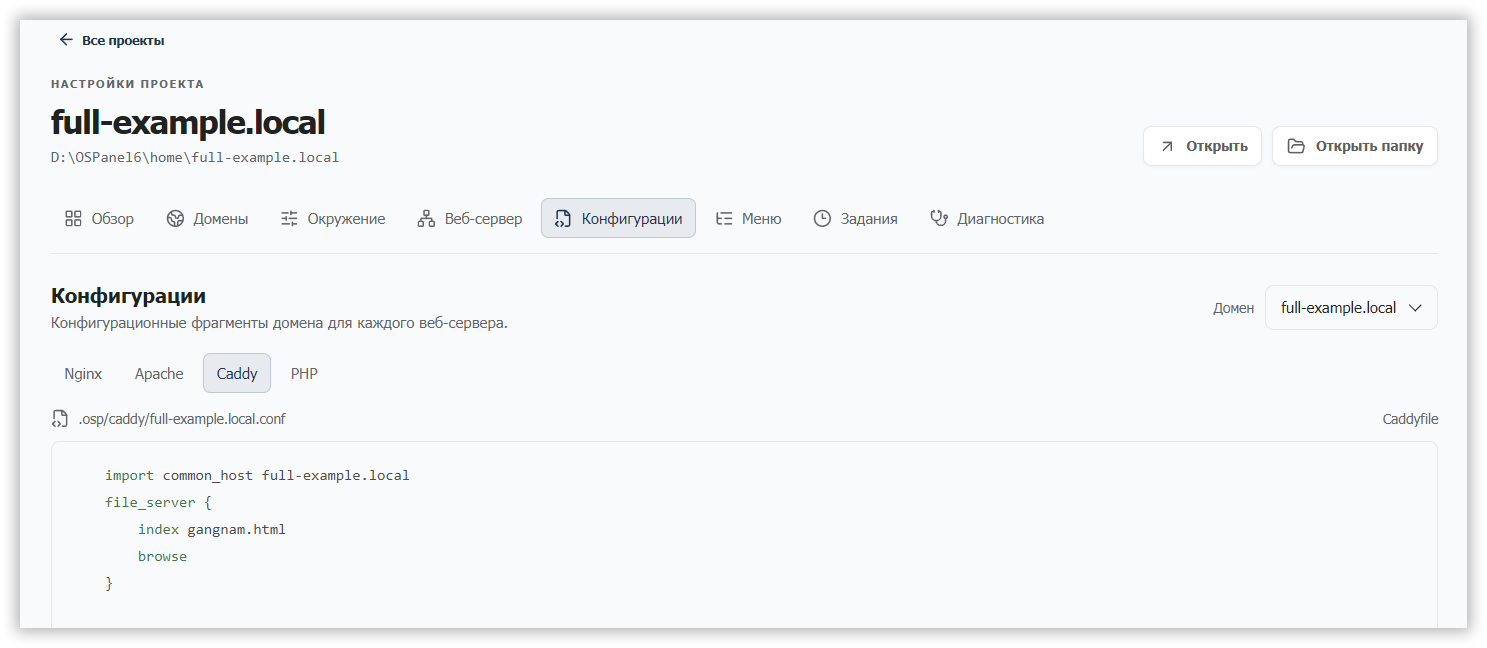 Все проекты
НАСТРОЙКИ ПРОЕКТА
full-example.local
D:\OSPanel6\home\full-example.local
Открыть
Открыть папку
Обзор
Домены
Окружение
Веб-сервер
Конфигурации
Меню
Задания
Диагностика
Конфигурации
Конфигурационные фрагменты домена для каждого веб-сервера.
Домен
full-example.local
Nginx
Apache
Caddy
PHP
.osp/caddy/full-example.local.conf
Caddyfile
import common_host full-example.local
file_server {
    index gangnam.html
    browse
}